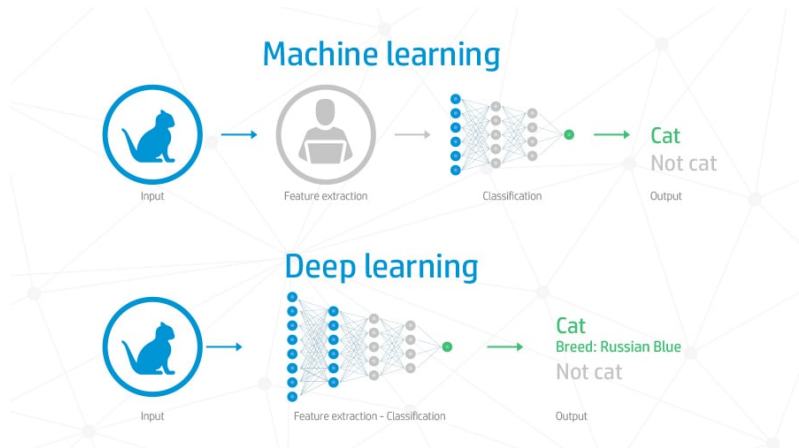 Machine learning
Cat
Not cat
Input
Feature extraction
Classification
Output
Deep learning
Cat
Breed: Russian Blue
Not cat
Input
Feature extraction - Classification
Output